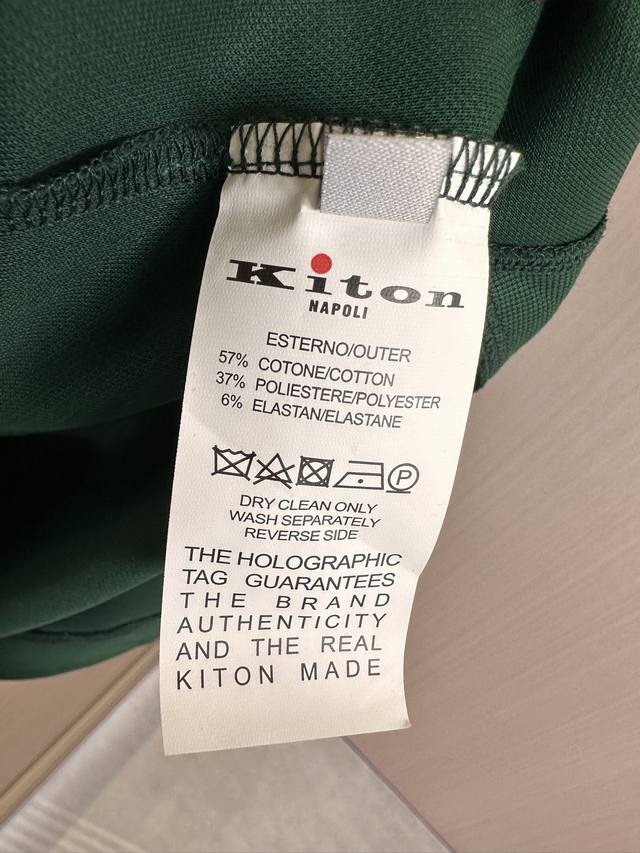 Kiton
NAPOLI
ESTERNO/OUTER
57% COTONE/COTTON
37% POLIESTERE/POLYESTER
6% ELASTAN/ELASTANE
P
DRY CLEAN ONLY
WASH SEPARATELY
REVERSE SIDE
THE HOLOGRAPHIC
TAG GUARANTEES
THE BRAND
AUTHENTICITY
AND THE REAL
KITON MADE